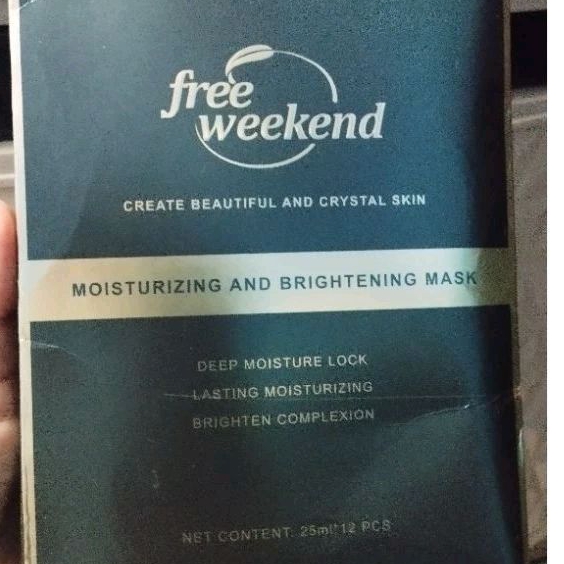 free
weekend
CREATE BEAUTIFUL AND CRYSTAL SKIN
MOISTURIZING AND BRIGHTENING MASK
DEEP MOISTURE LOCK
LASTING MOISTURIZING
BRIGHTEN COMPLEXION
NET CONTENT: 25ml*12 PCS